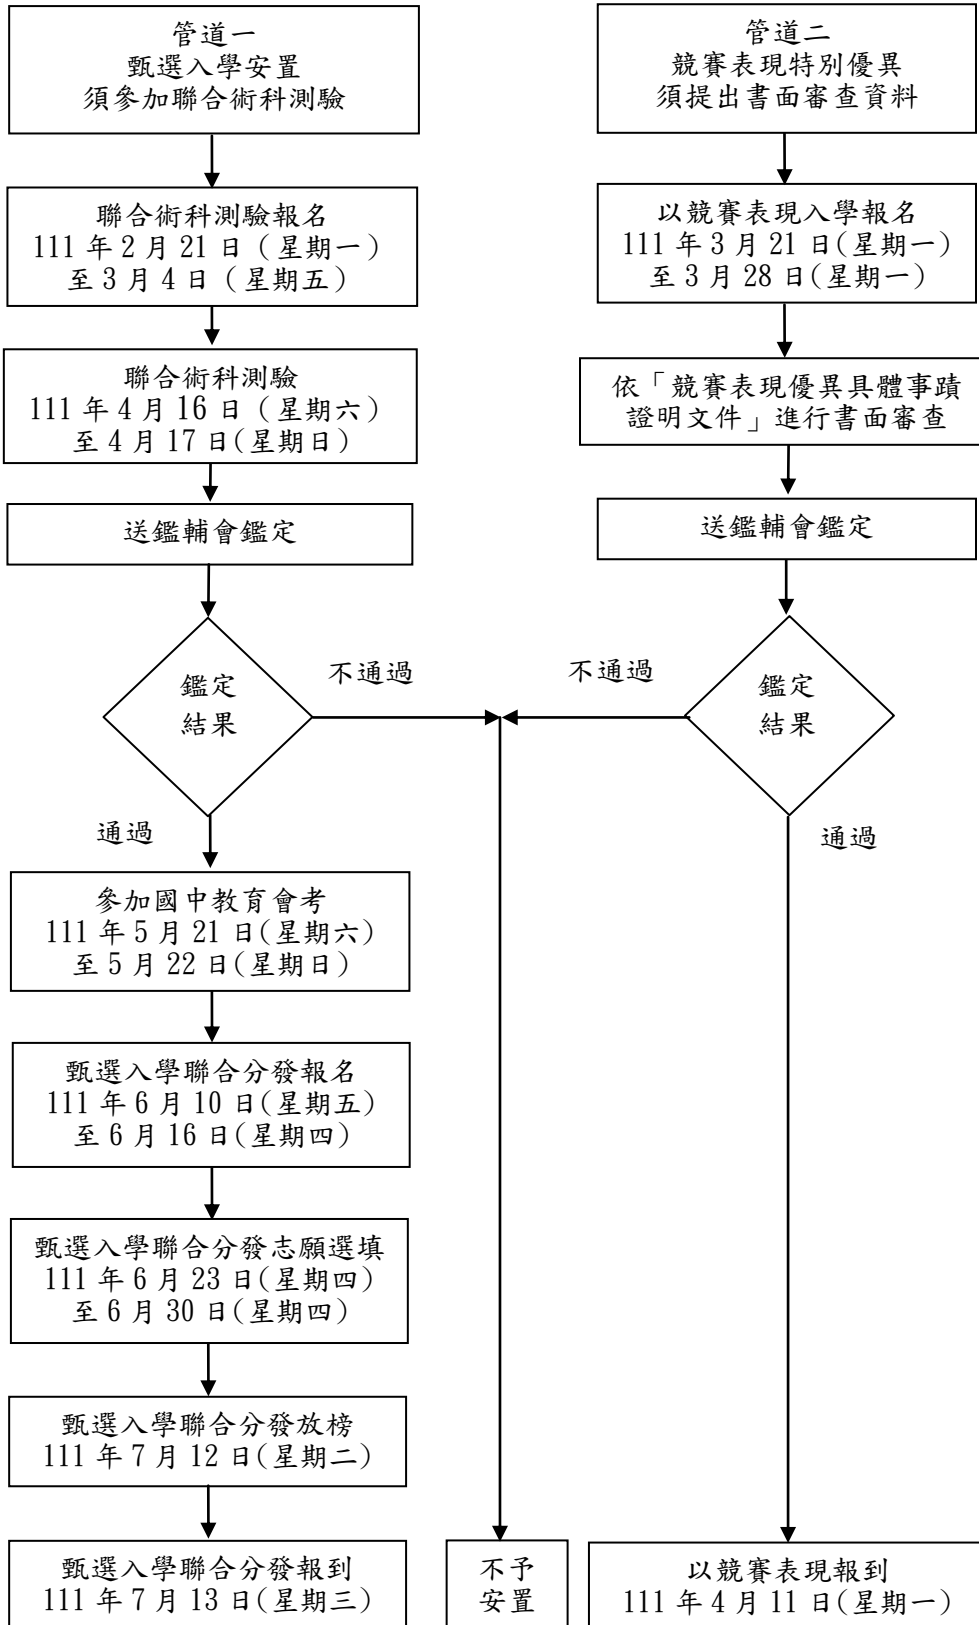 管道一
甄選入學安置
須參加聯合術科測驗
聯合術科測驗報名
111 年 2 月 21 日（星期一）
至 3 月 4 日（星期五）
聯合術科測驗
111 年 4 月 16 日（星期六）
至 4 月 17 日(星期日)
送鑑輔會鑑定
鑑定
結果
不通過
通過
參加國中教育會考
111 年 5 月 21 日(星期六)
至 5 月 22 日(星期日)
甄選入學聯合分發報名
111 年 6 月 10 日(星期五)
至 6 月 16 日(星期四)
甄選入學聯合分發志願選填
111 年 6 月 23 日(星期四)
至 6 月 30 日(星期四)
甄選入學聯合分發放榜
111 年 7 月 12 日(星期二)
甄選入學聯合分發報到
111 年 7 月 13 日(星期三)
管道二
競賽表現特別優異
須提出書面審查資料
以競賽表現入學報名
111 年 3 月 21 日(星期一)
至 3 月 28 日(星期一)
依「競賽表現優異具體事蹟
證明文件」進行書面審查
送鑑輔會鑑定
鑑定
結果
不通過
通過
不予
安置
以競賽表現報到
111 年 4 月 11 日(星期一)